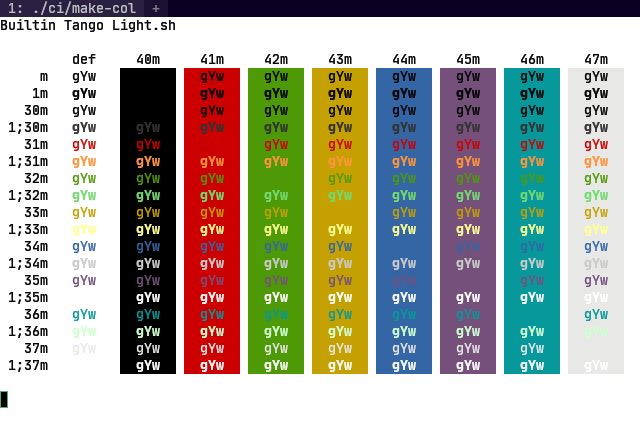 1: ./ci/make-col +
Builtin Tango Light.sh
def 40m 41m 42m 43m 44m 45m 46m 47m
m gYw gYw gYw gYw gYw gYw gYw gYw
1m gYw gYw gYw gYw gYw gYw gYw gYw
30m gYw gYw gYw gYw gYw gYw gYw gYw
1;30m gYw gYw gYw gYw gYw gYw gYw gYw gYw
31m gYw gYw gYw gYw gYw gYw gYw gYw
1;31m gYw gYw gYw gYw gYw gYw gYw gYw gYw
32m gYw gYw gYw gYw gYw gYw gYw gYw
1;32m gYw gYw gYw gYw gYw gYw gYw gYw gYw
33m gYw gYw gYw gYw gYw gYw gYw gYw
1;33m gYw gYw gYw gYw gYw gYw gYw gYw gYw
34m gYw gYw gYw gYw gYw gYw gYw gYw
1;34m gYw gYw gYw gYw gYw gYw gYw gYw gYw
35m gYw gYw gYw gYw gYw gYw gYw gYw
1;35m gYw gYw gYw gYw gYw gYw gYw gYw
36m gYw gYw gYw gYw gYw gYw gYw gYw
1;36m gYw gYw gYw gYw gYw gYw gYw gYw gYw
37m gYw gYw gYw gYw gYw gYw gYw gYw
1;37m gYw gYw gYw gYw gYw gYw gYw gYw